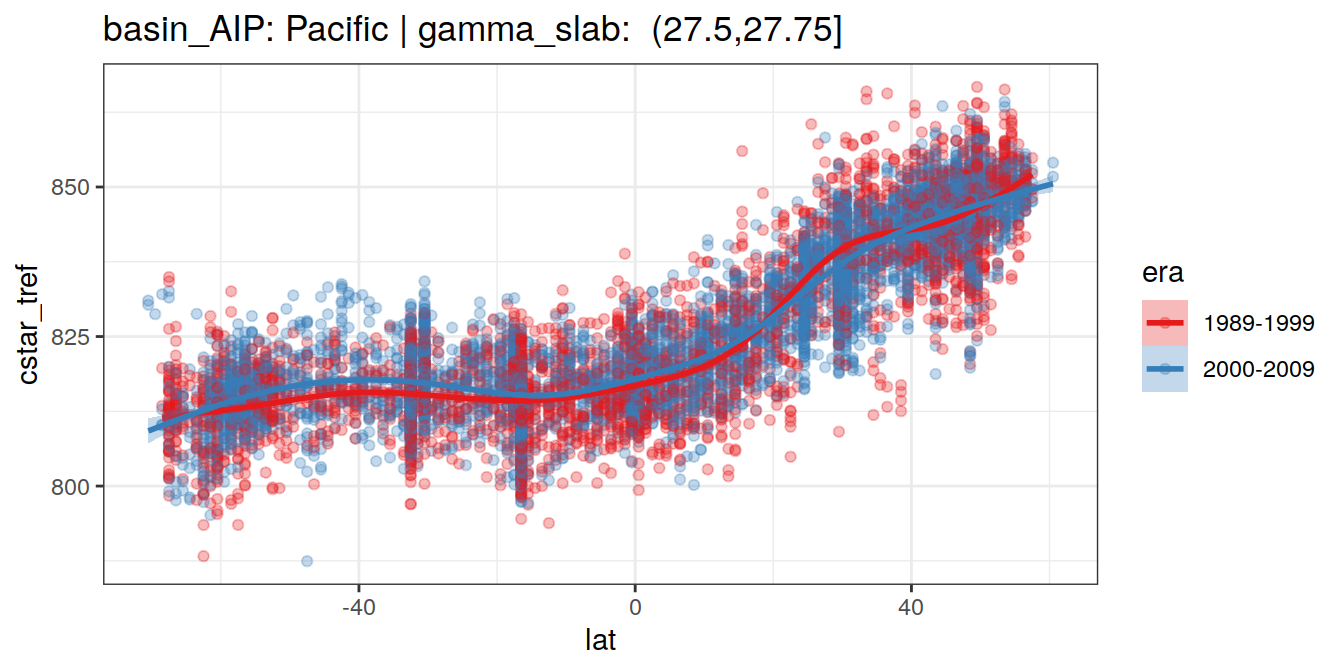 basin_AIP: Pacific | gamma_slab:  (27.5,27.75]
cstar_tref
850
825
800
-40
0
40
lat
era
1989-1999
2000-2009